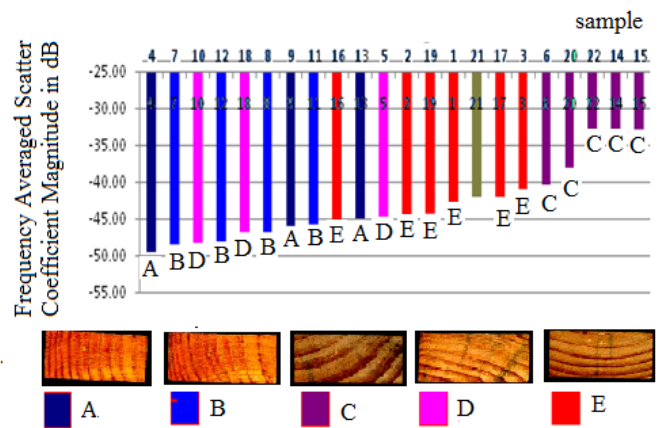 sample
4 7 10 12 18 8 9 11 16 13 5 2 19 1 21 17 3 6 20 22 14 15
Frequency Averaged Scatter
Coefficient Magnitude in dB
-25.00
-30.00
4 7 10 12 18 8 9 11 16 13 5 2 19 1 21 17 3 6 20 22 14 15
-35.00
C C C
-40.00
C
C
-45.00
E
E
E
E
E
D
A
E
B
A
B
D
B
D
B
-50.00
A
-55.00
A
B
C
D
E